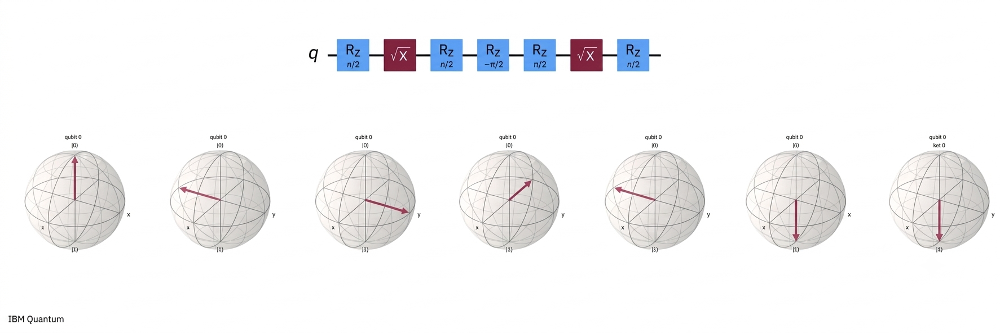 q
Rz √X Rz Rz Rz √X Rz
n/2 n/2 −π/2 π/2 n/2
qubit 0 qubit 0 qubit 0 qubit 0 qubit 0 qubit 0 qubit 0
|0⟩ |0⟩ |0⟩ |0⟩ |0⟩ |0⟩ ket 0
x y y y y x y
x x x x x x
|1⟩ |1⟩
IBM Quantum